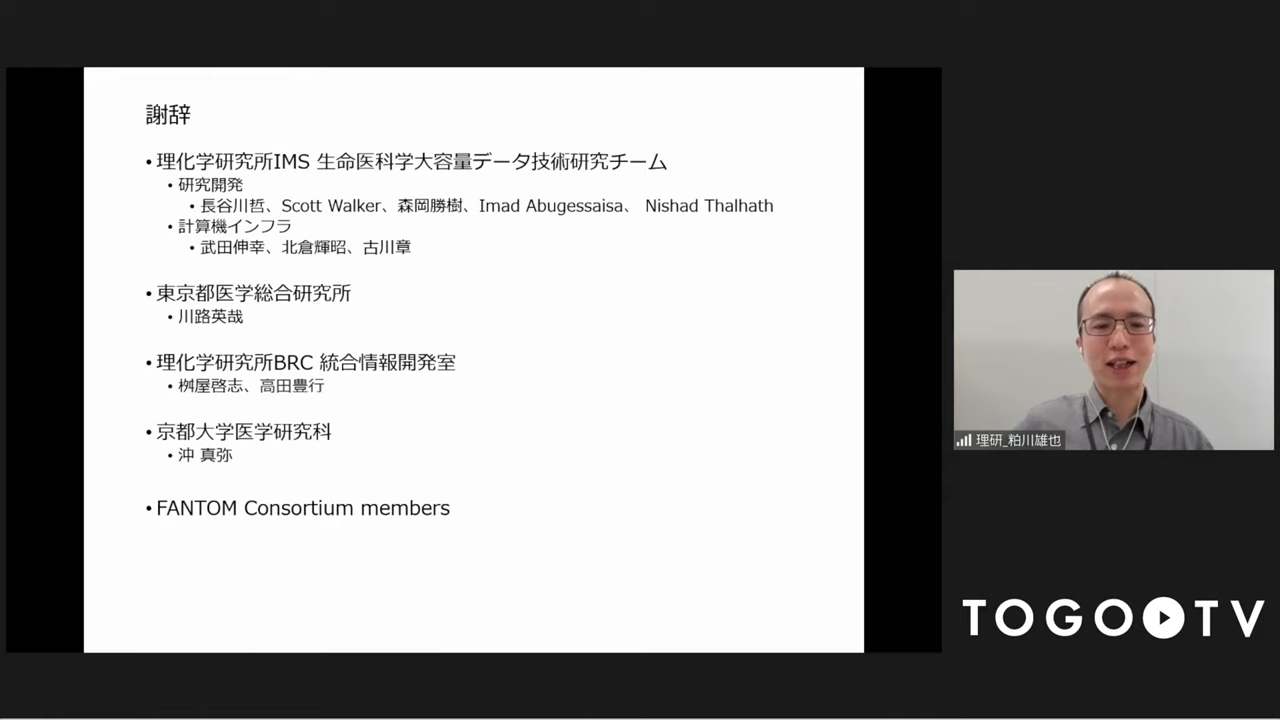 謝辞
• 理化学研究所IMS 生命医科学大容量データ技術研究チーム
• 研究開発
• 長谷川哲、Scott Walker、森岡勝樹、Imad Abugessaisa、 Nishad Thalhath
• 計算機インフラ
• 武田伸幸、北倉輝昭、古川章
• 東京都医学総合研究所
• 川路英哉
• 理化学研究所BRC 統合情報開発室
• 桝屋啓志、高田豊行
• 京都大学医学研究科
• 沖 真弥
• FANTOM Consortium members
理研_粕川雄也
TOGO TV